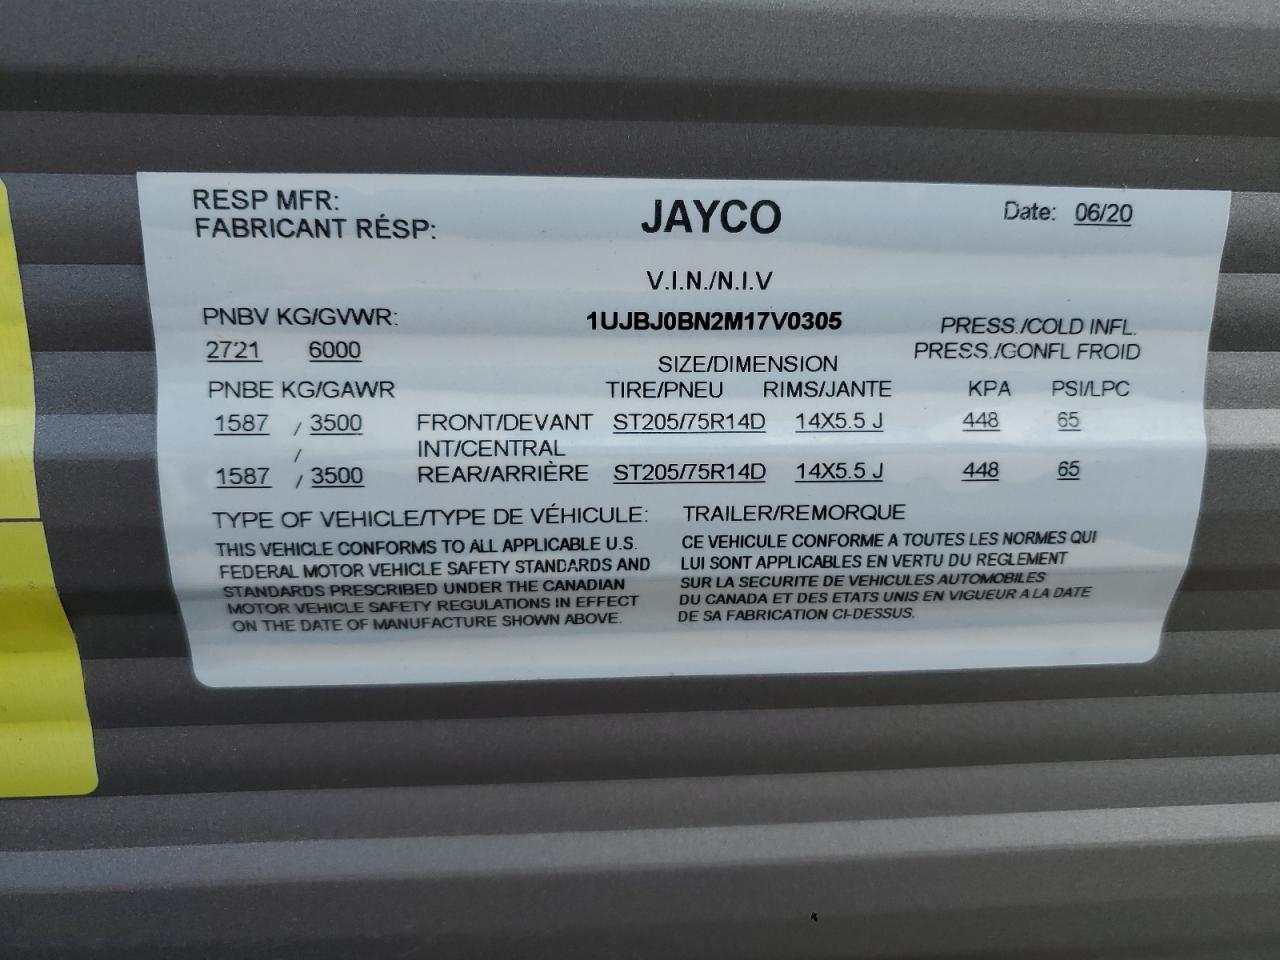 RESP MFR: JAYCO Date: 06/20
FABRICANT RÉSP:
V.I.N./N.I.V
PNBV KG/GVWR: 1UJBJ0BN2M17V0305 PRESS./COLD INFL.
2721 6000 SIZE/DIMENSION PRESS./GONFL FROID
PNBE KG/GAWR TIRE/PNEU RIMS/JANTE KPA PSI/LPC
1587 / 3500 FRONT/DEVANT ST205/75R14D 14X5.5 J 448 65
/ INT/CENTRAL
1587 / 3500 REAR/ARRIÈRE ST205/75R14D 14X5.5 J 448 65
TYPE OF VEHICLE/TYPE DE VÉHICULE: TRAILER/REMORQUE
THIS VEHICLE CONFORMS TO ALL APPLICABLE U.S.
FEDERAL MOTOR VEHICLE SAFETY STANDARDS AND
STANDARDS PRESCRIBED UNDER THE CANADIAN
MOTOR VEHICLE SAFETY REGULATIONS IN EFFECT
ON THE DATE OF MANUFACTURE SHOWN ABOVE.
CE VEHICULE CONFORME A TOUTES LES NORMES QUI
LUI SONT APPLICABLES EN VERTU DU REGLEMENT
SUR LA SECURITE DE VEHICULES AUTOMOBILES
DU CANADA ET DES ETATS UNIS EN VIGUEUR A LA DATE
DE SA FABRICATION CI-DESSUS.